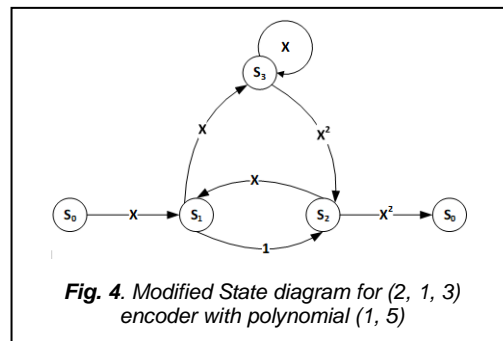 X
S₃
X
X²
X
S₀
X
S₁
S₂
X²
S₀
1
Fig. 4. Modified State diagram for (2, 1, 3)
encoder with polynomial (1, 5)